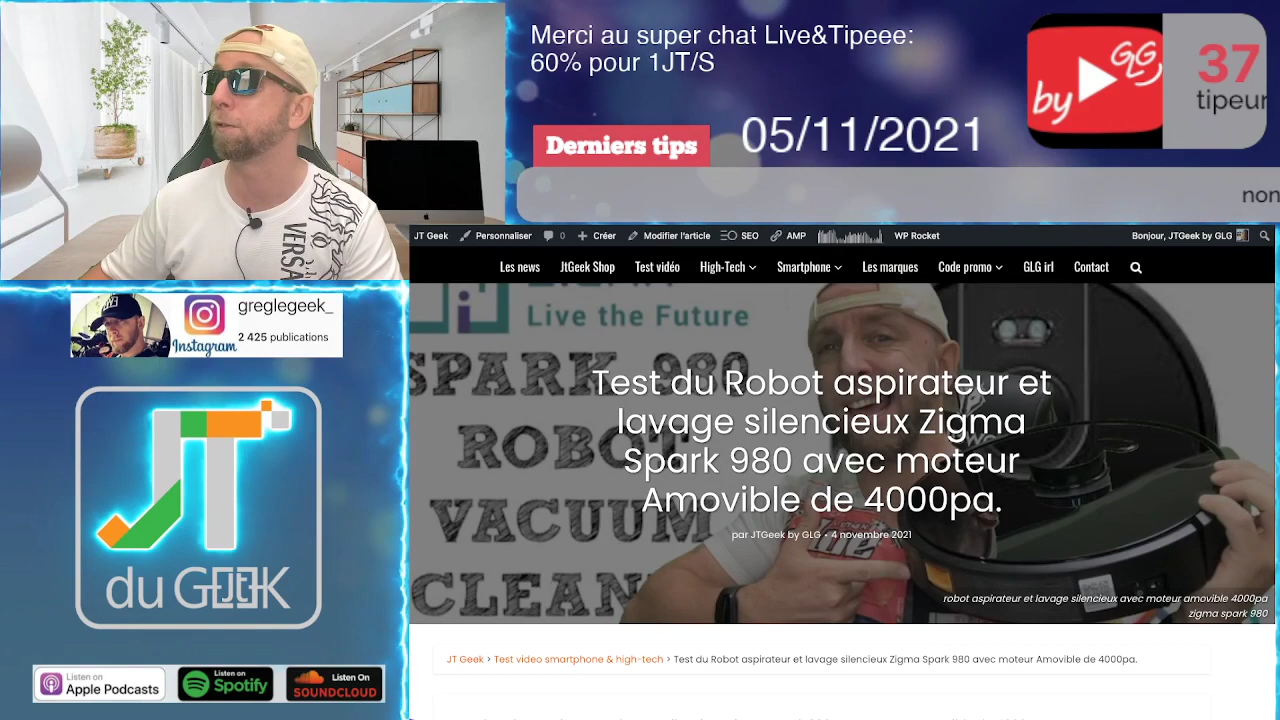 Merci au super chat Live&Tipeee:
60% pour 1JT/S
by GLG
37
tipeur
Derniers tips
05/11/2021
non
VERSA
JT Geek Personnaliser 0 Créer Modifier l'article SEO AMP WP Rocket Bonjour, JTGeek by GLG
Les news JtGeek Shop Test vidéo High-Tech Smartphone Les marques Code promo GLG irl Contact
greglegeek_
Instagram
2 425 publications
Live the Future
SPARK 980
ROBOT
VACUUM
CLEAN
Test du Robot aspirateur et
lavage silencieux Zigma
Spark 980 avec moteur
Amovible de 4000pa.
par JTGeek by GLG • 4 novembre 2021
robot aspirateur et lavage silencieux avec moteur amovible 4000pa
zigma spark 980
JT
du GEEK
JT Geek > Test video smartphone & high-tech > Test du Robot aspirateur et lavage silencieux Zigma Spark 980 avec moteur Amovible de 4000pa.
Listen on
Apple Podcasts
Listen on
Spotify
Listen On
SOUNDCLOUD